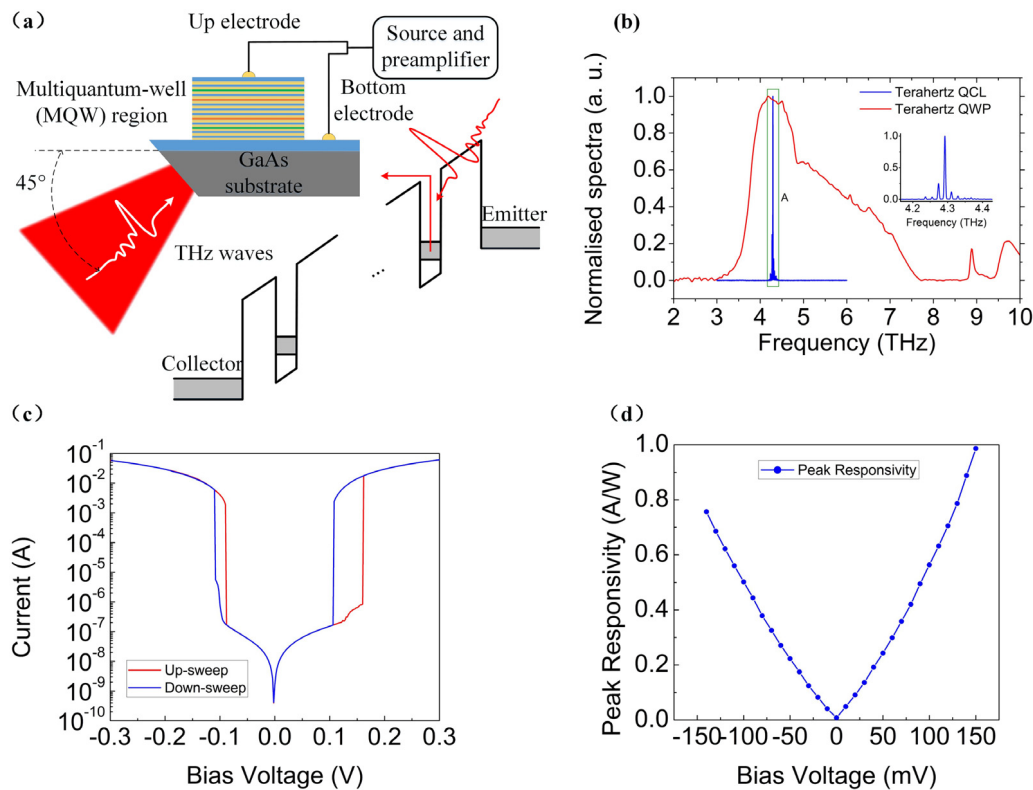 (a)
Up electrode
Source and
preamplifier
Multiquantum-well
(MQW) region
Bottom
electrode
GaAs
substrate
45°
THz waves
...
Emitter
Collector
(b)
Normalised spectra (a. u.)
1.0
0.8
0.6
0.4
0.2
0.0
2 3 4 5 6 7 8 9 10
Frequency (THz)
Terahertz QCL
Terahertz QWP
A
1.0
0.5
0.0
4.2 4.3 4.4
Frequency (THz)
(c)
Current (A)
10⁻¹
10⁻²
10⁻³
10⁻⁴
10⁻⁵
10⁻⁶
10⁻⁷
10⁻⁸
10⁻⁹
10⁻¹⁰
Up-sweep
Down-sweep
-0.3 -0.2 -0.1 0.0 0.1 0.2 0.3
Bias Voltage (V)
(d)
Peak Responsivity (A/W)
1.0
0.8
0.6
0.4
0.2
0.0
Peak Responsivity
-150 -100 -50 0 50 100 150
Bias Voltage (mV)